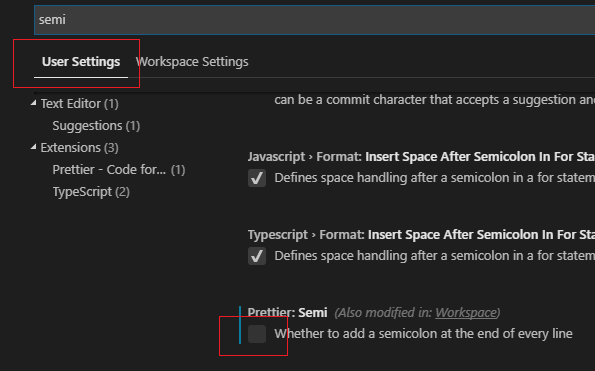 semi
User Settings Workspace Settings
Text Editor (1)
Suggestions (1)
Extensions (3)
Prettier - Code for... (1)
TypeScript (2)
can be a commit character that accepts a suggestion an
Javascript › Format: Insert Space After Semicolon In For Sta
Defines space handling after a semicolon in a for statem
Typescript › Format: Insert Space After Semicolon In For Sta
Defines space handling after a semicolon in a for statem
Prettier: Semi (Also modified in: Workspace)
Whether to add a semicolon at the end of every line